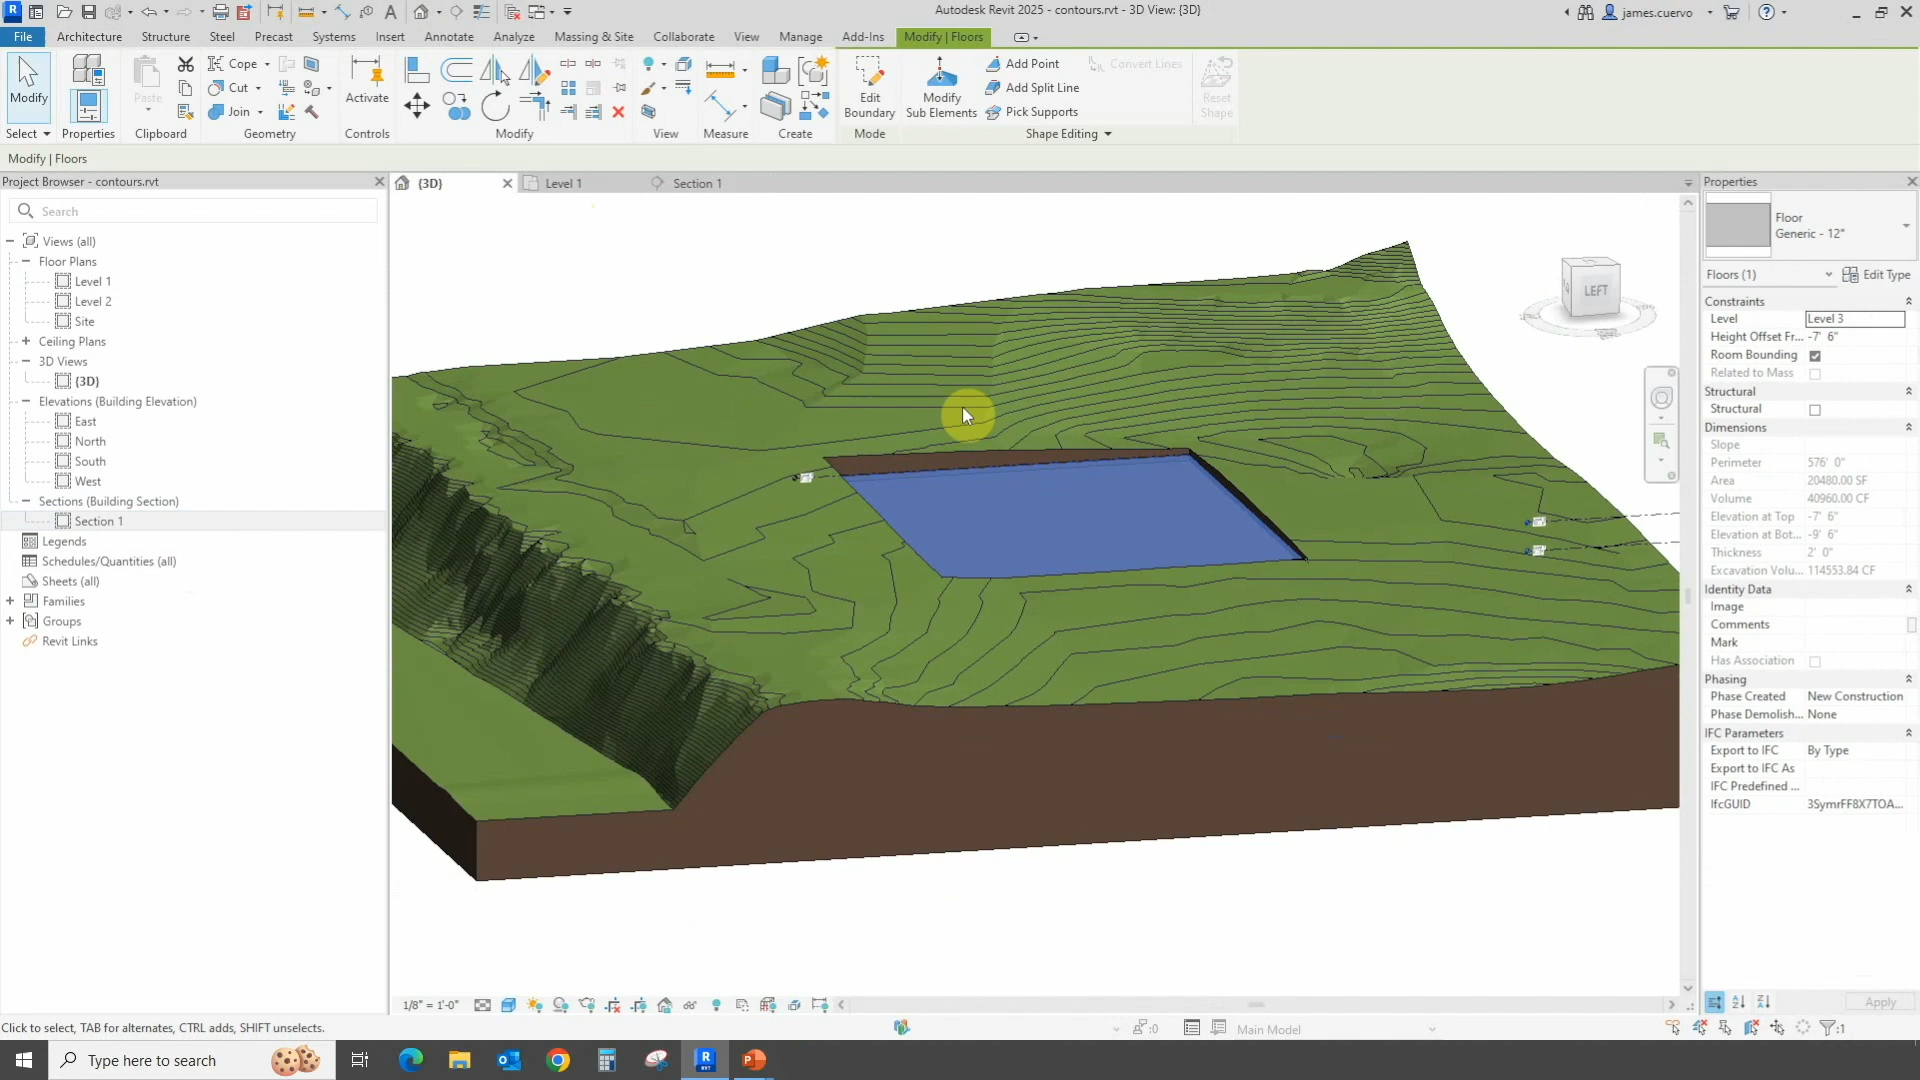 Autodesk Revit 2025 - contours.rvt - 3D View: {3D}
james.cuervo
File
Architecture
Structure
Steel
Precast
Systems
Insert
Annotate
Analyze
Massing & Site
Collaborate
View
Manage
Add-Ins
Modify | Floors
Modify
Select
Properties
Paste
Clipboard
Cope
Cut
Join
Geometry
Activate
Controls
Modify
View
Measure
Create
Edit Boundary
Mode
Modify Sub Elements
Add Point
Add Split Line
Pick Supports
Convert Lines
Reset Shape
Shape Editing
Modify | Floors
Project Browser - contours.rvt
Search
Views (all)
Floor Plans
Level 1
Level 2
Site
Ceiling Plans
3D Views
{3D}
Elevations (Building Elevation)
East
North
South
West
Sections (Building Section)
Section 1
Legends
Schedules/Quantities (all)
Sheets (all)
Families
Groups
Revit Links
{3D}
Level 1
Section 1
LEFT
Properties
Floor
Generic - 12"
Floors (1)
Edit Type
Constraints
Level Level 3
Height Offset Fr... -7' 6"
Room Bounding
Related to Mass
Structural
Structural
Dimensions
Slope
Perimeter 576' 0"
Area 20480.00 SF
Volume 40960.00 CF
Elevation at Top -7' 6"
Elevation at Bot... -9' 6"
Thickness 2' 0"
Excavation Volu... 114553.84 CF
Identity Data
Image
Comments
Mark
Has Association
Phasing
Phase Created New Construction
Phase Demolish... None
IFC Parameters
Export to IFC By Type
Export to IFC As
IFC Predefined ...
IfcGUID 3SymrFF8X7TOA...
Apply
1/8" = 1'-0"
Click to select, TAB for alternates, CTRL adds, SHIFT unselects.
:0
Main Model
:1
Type here to search